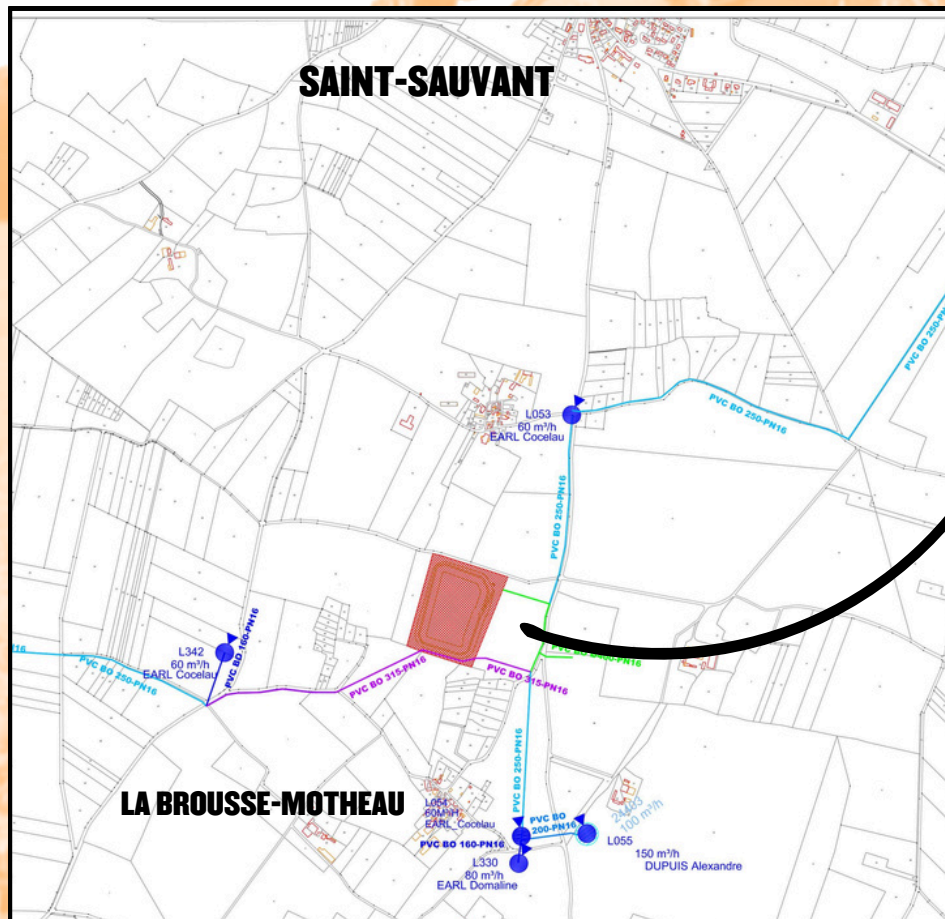 SAINT-SAUVANT
PVC BO 250-PN16
L053
60 m³/h
EARL Cocelau
PVC BO 250-PN16
PVC BO 250-PN16
L342
60 m³/h
EARL Cocelau
PVC BO 160-PN16
N16
PVC BO 250-PN16
PVC BO 315-PN16
PVC BO 315-PN16
LA BROUSSE-MOTHEAU
L054
60M³/H
EARL Cocelau
PVC BO 160-PN16
PVC BO 250-PN16
PVC BO
200-PN16
100 m³/h
L055
150 m³/h
DUPUIS Alexandre
L330
80 m³/h
EARL Domaline